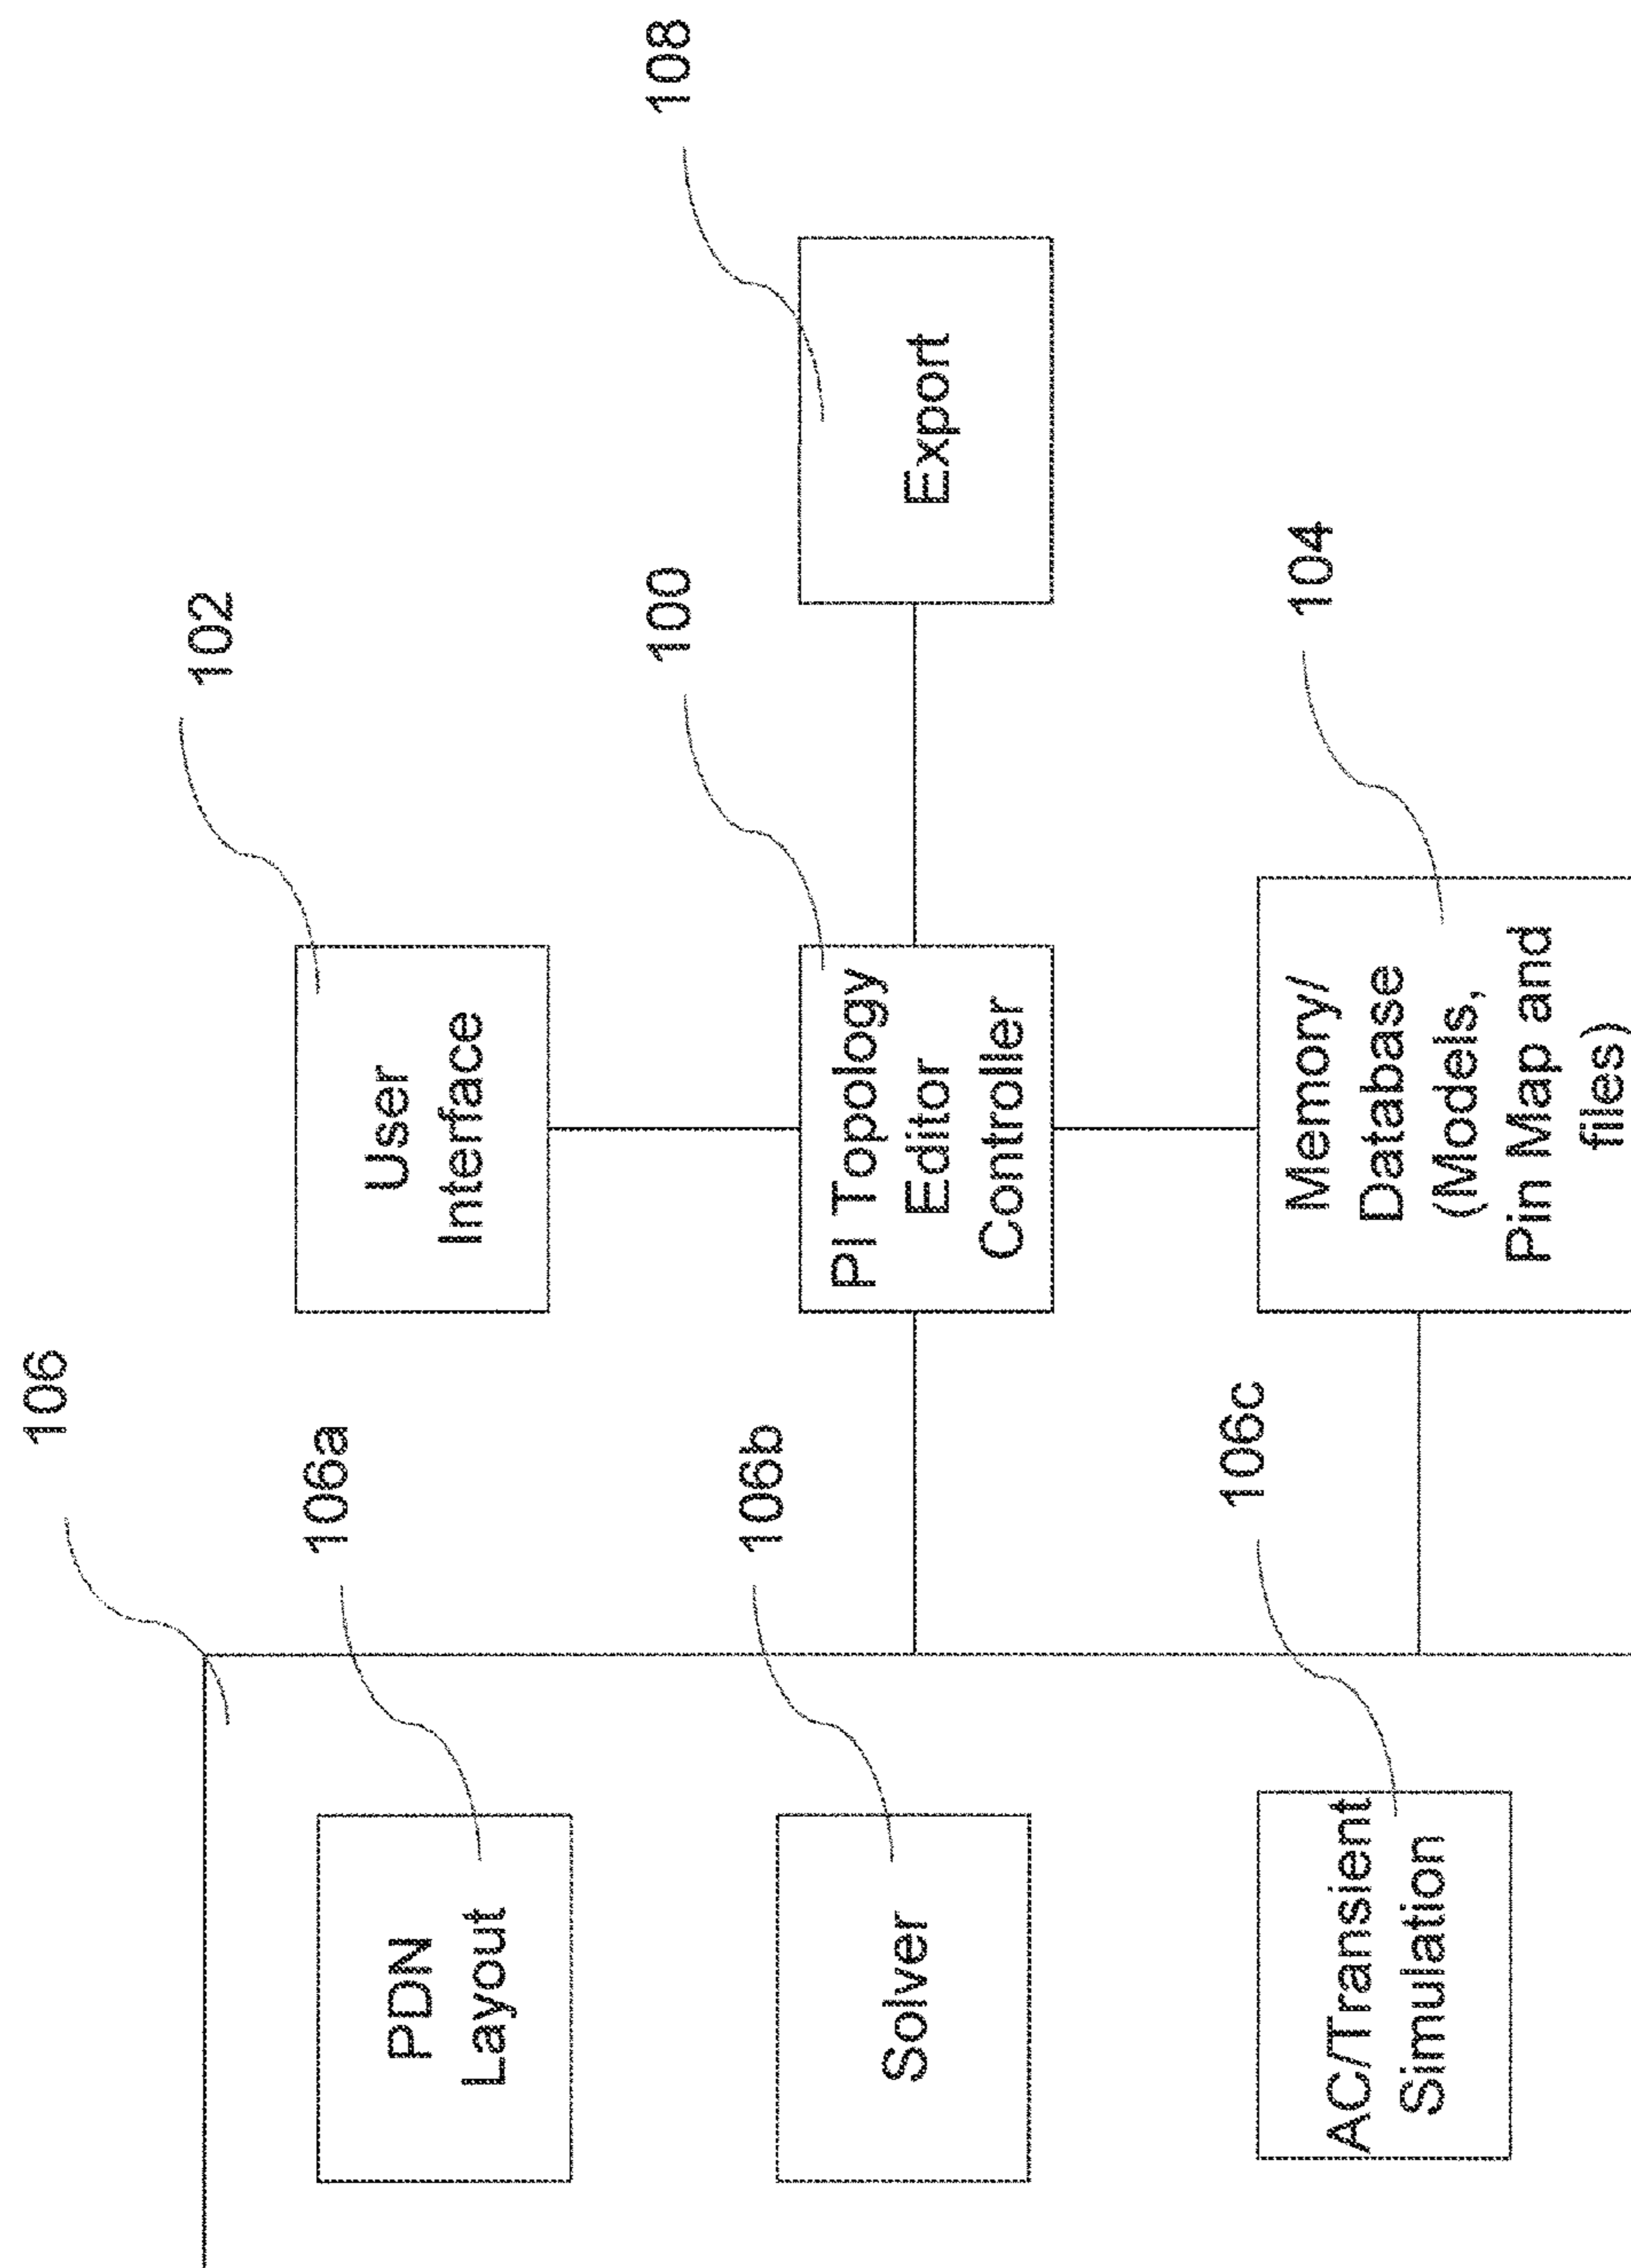 106
106a
PDN
Layout
106b
Solver
106c
AC/Transient
Simulation
102
User
Interface
100
PI Topology
Editor
Controller
104
Memory/
Database
(Models,
Pin Map and
files)
108
Export